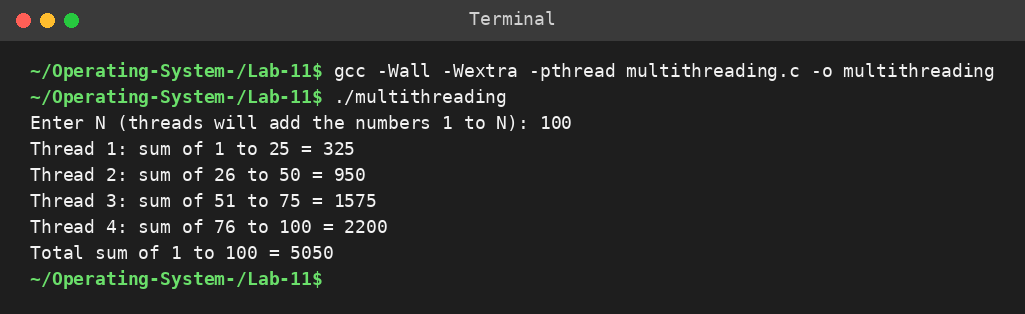 Terminal
~/Operating-System-/Lab-11$ gcc -Wall -Wextra -pthread multithreading.c -o multithreading
~/Operating-System-/Lab-11$ ./multithreading
Enter N (threads will add the numbers 1 to N): 100
Thread 1: sum of 1 to 25 = 325
Thread 2: sum of 26 to 50 = 950
Thread 3: sum of 51 to 75 = 1575
Thread 4: sum of 76 to 100 = 2200
Total sum of 1 to 100 = 5050
~/Operating-System-/Lab-11$